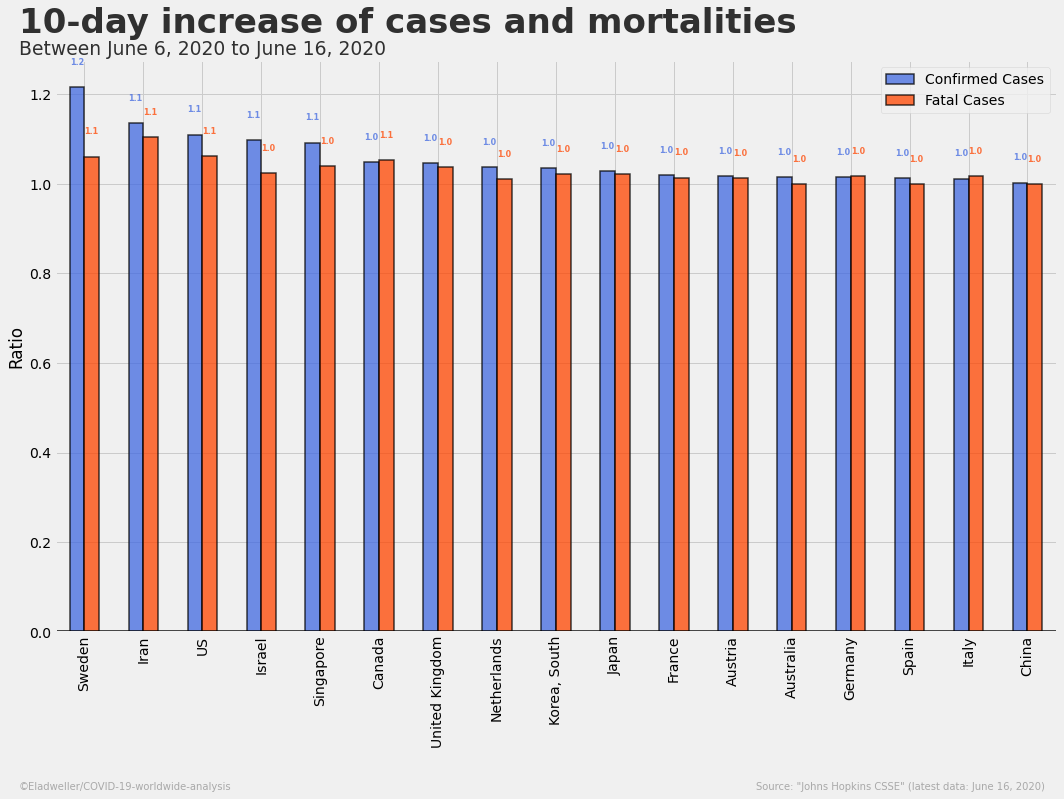 10-day increase of cases and mortalities
Between June 6, 2020 to June 16, 2020
Confirmed Cases
Fatal Cases
Ratio
1.2
1.0
0.8
0.6
0.4
0.2
0.0
1.2 1.1 1.1 1.1 1.1 1.1 1.1 1.0 1.1 1.0 1.0 1.1 1.0 1.0 1.0 1.0 1.0 1.0 1.0 1.0 1.0 1.0 1.0 1.0 1.0 1.0 1.0 1.0 1.0 1.0 1.0 1.0 1.0 1.0
Sweden
Iran
US
Israel
Singapore
Canada
United Kingdom
Netherlands
Korea, South
Japan
France
Austria
Australia
Germany
Spain
Italy
China
©Eladweller/COVID-19-worldwide-analysis
Source: "Johns Hopkins CSSE" (latest data: June 16, 2020)